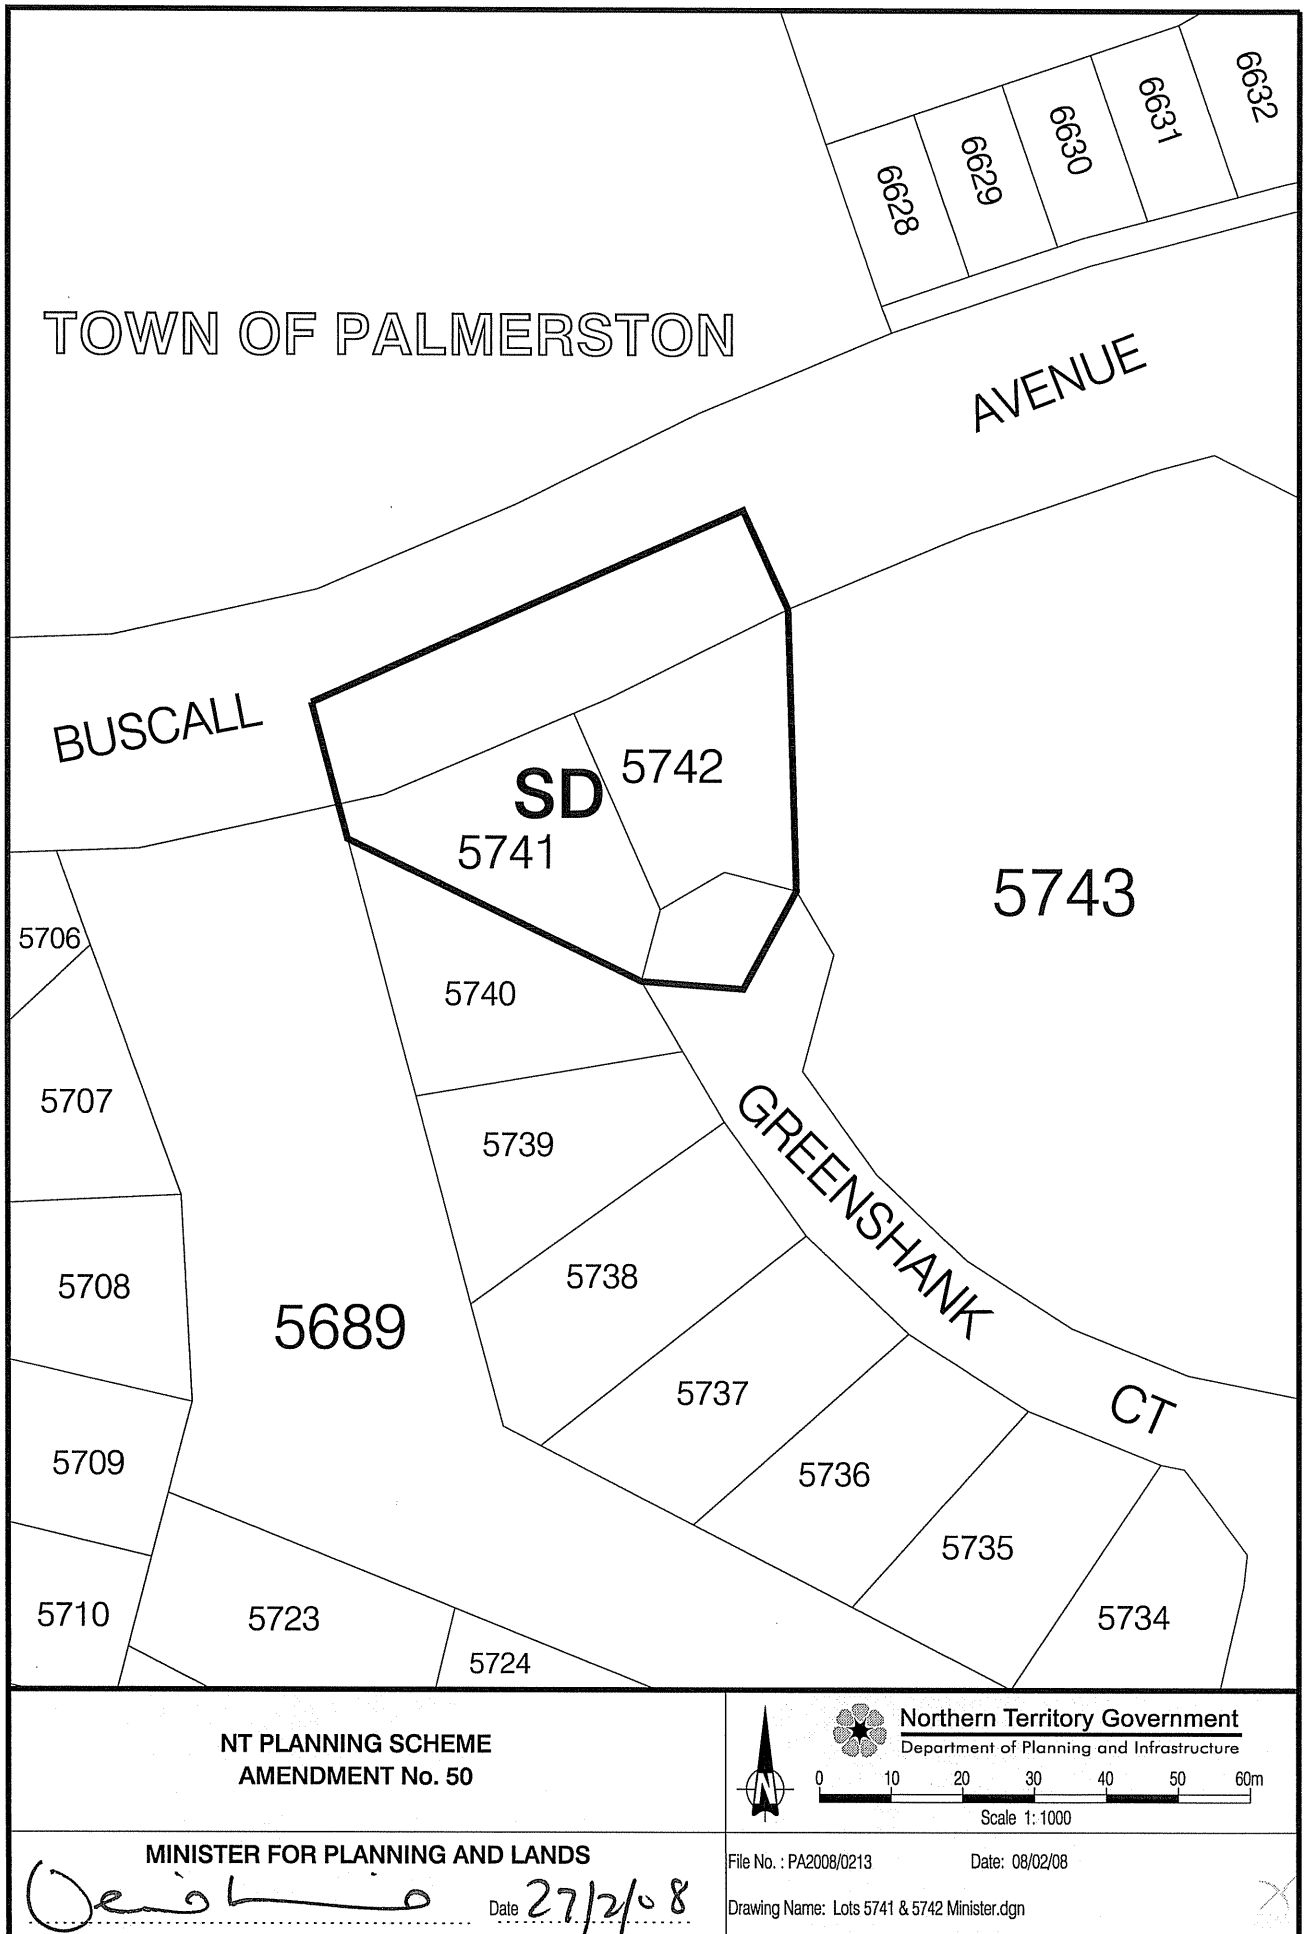 6632
6631
6630
6629
6628
TOWN OF PALMERSTON
AVENUE
BUSCALL
5742
SD
5741
5743
5706
5740
5707
GREENSHANK
5739
5738
5708
5689
5737
CT
5709
5736
5735
5710
5723
5734
5724
NT PLANNING SCHEME
AMENDMENT No. 50
N
Northern Territory Government
Department of Planning and Infrastructure
0 10 20 30 40 50 60m
Scale 1: 1000
MINISTER FOR PLANNING AND LANDS
Date 27/2/08
File No. : PA2008/0213 Date: 08/02/08
Drawing Name: Lots 5741 & 5742 Minister.dgn